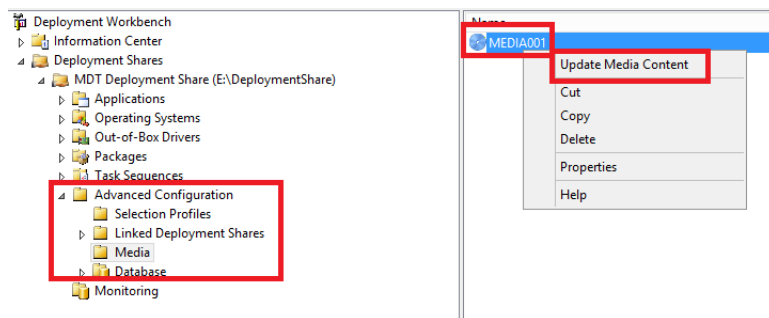 Deployment Workbench
Information Center
Deployment Shares
MDT Deployment Share (E:\DeploymentShare)
Applications
Operating Systems
Out-of-Box Drivers
Packages
Task Sequences
Advanced Configuration
Selection Profiles
Linked Deployment Shares
Media
Database
Monitoring
Name
MEDIA001
Update Media Content
Cut
Copy
Delete
Properties
Help